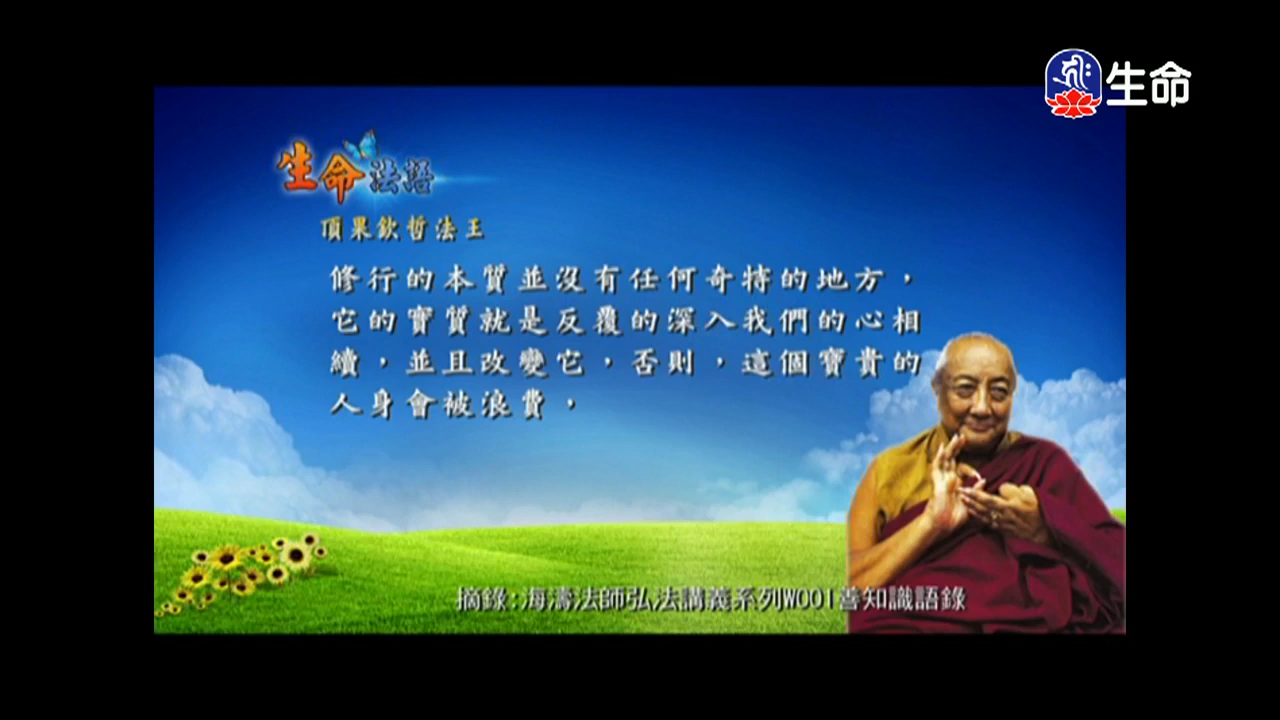 生命
生命法語
頂果欽哲法王
修行的本質並沒有任何奇特的地方，
它的實質就是反覆的深入我們的心相
續，並且改變它，否則，這個寶貴的
人身會被浪費，
摘錄:海濤法師弘法講義系列W001善知識語錄